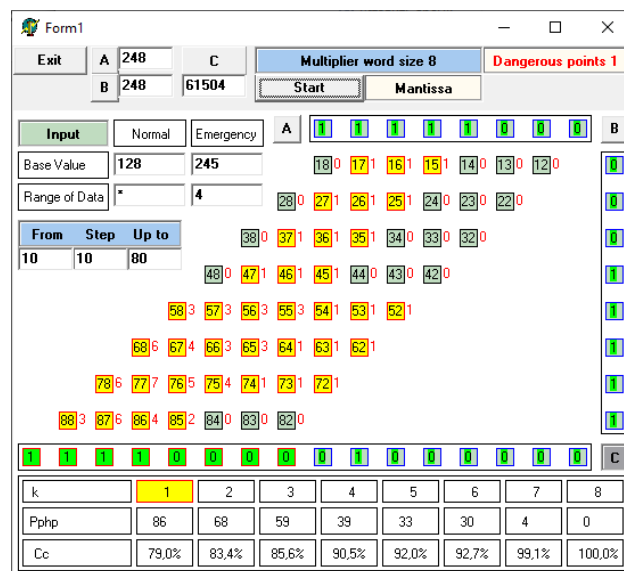 Form1
Exit A 248 C Multiplier word size 8 Dangerous points 1
B 248 61504 Start Mantissa
Input Normal Emergency A 1 1 1 1 1 0 0 0 B
Base Value 128 245 18 0 17 1 16 1 15 1 14 0 13 0 12 0 0
Range of Data * 4 28 0 27 1 26 1 25 1 24 0 23 0 22 0 0
From Step Up to 38 0 37 1 36 1 35 1 34 0 33 0 32 0 0
10 10 80 48 0 47 1 46 1 45 1 44 0 43 0 42 0 1
58 3 57 3 56 3 55 3 54 1 53 1 52 1 1
68 6 67 4 66 3 65 3 64 1 63 1 62 1 1
78 6 77 7 76 5 75 4 74 1 73 1 72 1 1
88 3 87 6 86 4 85 2 84 0 83 0 82 0 1
1 1 1 1 0 0 0 0 0 1 0 0 0 0 0 0 C
k 1 2 3 4 5 6 7 8
Pphp 86 68 59 39 33 30 4 0
Cc 79,0% 83,4% 85,6% 90,5% 92,0% 92,7% 99,1% 100,0%